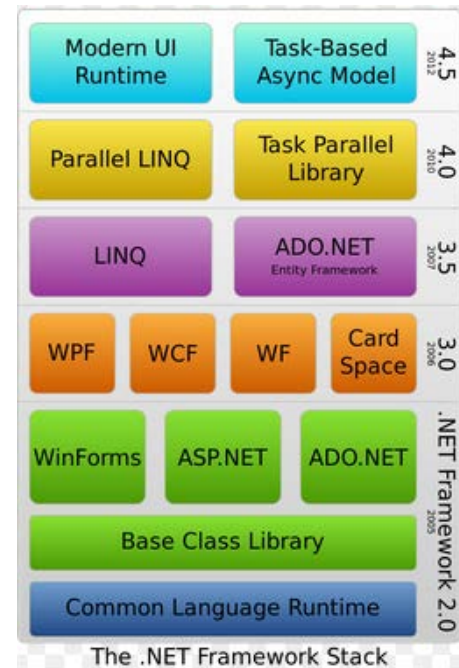 Modern UI
Runtime
Task-Based
Async Model
4.5
2012
Parallel LINQ
Task Parallel
Library
4.0
2010
LINQ
ADO.NET
Entity Framework
3.5
2007
WPF
WCF
WF
Card
Space
3.0
2006
WinForms
ASP.NET
ADO.NET
Base Class Library
Common Language Runtime
.NET Framework 2.0
2005
The .NET Framework Stack